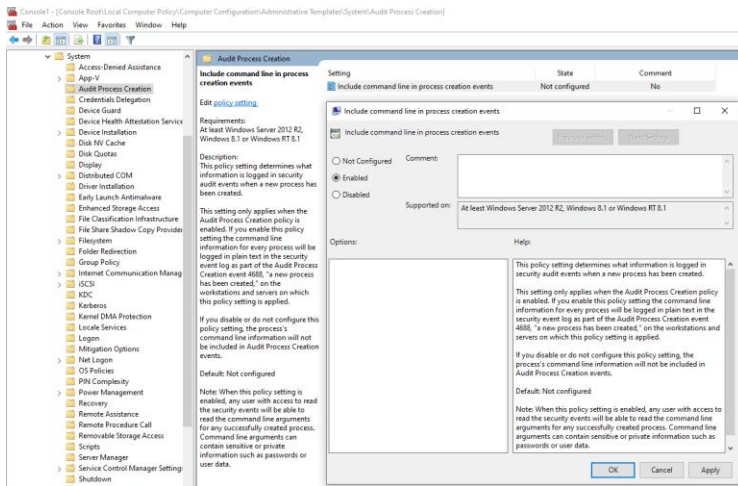 Console1 - [Console Root\Local Computer Policy\Computer Configuration\Administrative Templates\System\Audit Process Creation]
File Action View Favorites Window Help
System
Access-Denied Assistance
App-V
Audit Process Creation
Credentials Delegation
Device Guard
Device Health Attestation Service
Device Installation
Disk NV Cache
Disk Quotas
Display
Distributed COM
Driver Installation
Early Launch Antimalware
Enhanced Storage Access
File Classification Infrastructure
File Share Shadow Copy Provider
Filesystem
Folder Redirection
Group Policy
Internet Communication Manag
iSCSI
KDC
Kerberos
Kernel DMA Protection
Locale Services
Logon
Mitigation Options
Net Logon
OS Policies
PIN Complexity
Power Management
Recovery
Remote Assistance
Remote Procedure Call
Removable Storage Access
Scripts
Server Manager
Service Control Manager Settings
Shutdown
Audit Process Creation
Include command line in process
creation events
Edit policy setting
Requirements:
At least Windows Server 2012 R2,
Windows 8.1 or Windows RT 8.1
Description:
This policy setting determines what
information is logged in security
audit events when a new process has
been created.
This setting only applies when the
Audit Process Creation policy is
enabled. If you enable this policy
setting the command line
information for every process will be
logged in plain text in the security
event log as part of the Audit Process
Creation event 4688, "a new process
has been created," on the
workstations and servers on which
this policy setting is applied.
If you disable or do not configure this
policy setting, the process's
command line information will not
be included in Audit Process Creation
events.
Default: Not configured
Note: When this policy setting is
enabled, any user with access to read
the security events will be able to
read the command line arguments
for any successfully created process.
Command line arguments can
contain sensitive or private
information such as passwords or
user data.
Setting State Comment
Include command line in process creation events Not configured No
Include command line in process creation events
Include command line in process creation events
Previous Setting Next Setting
Not Configured Comment:
Enabled
Disabled
Supported on: At least Windows Server 2012 R2, Windows 8.1 or Windows RT 8.1
Options: Help:
This policy setting determines what information is logged in
security audit events when a new process has been created.
This setting only applies when the Audit Process Creation policy
is enabled. If you enable this policy setting the command line
information for every process will be logged in plain text in the
security event log as part of the Audit Process Creation event
4688, "a new process has been created," on the workstations and
servers on which this policy setting is applied.
If you disable or do not configure this policy setting, the
process's command line information will not be included in
Audit Process Creation events.
Default: Not configured
Note: When this policy setting is enabled, any user with access to
read the security events will be able to read the command line
arguments for any successfully created process. Command line
arguments can contain sensitive or private information such as
passwords or user data.
OK Cancel Apply